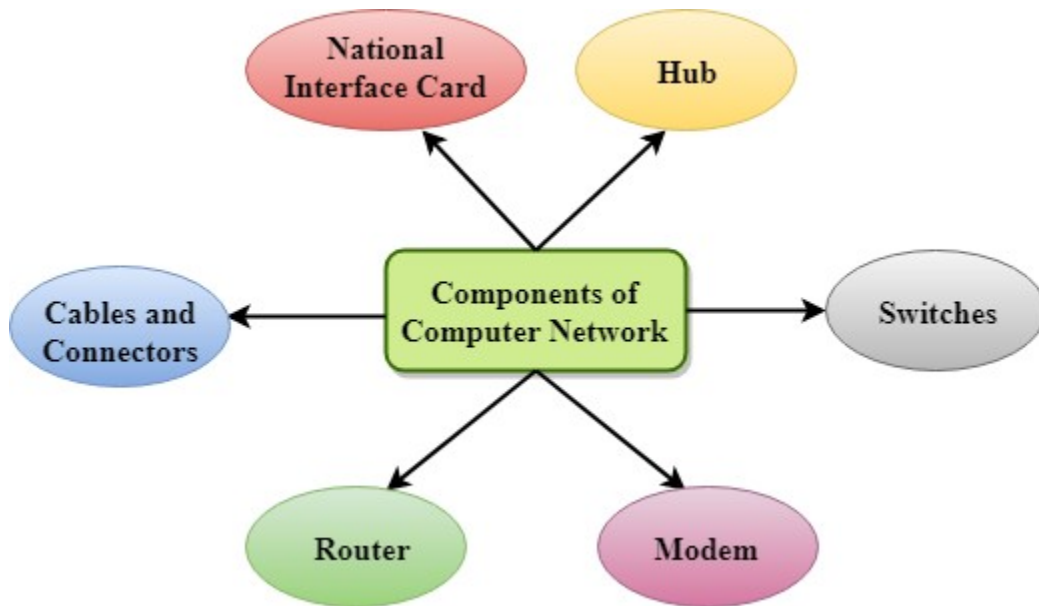 National
Interface Card
Hub
Cables and
Connectors
Components of
Computer Network
Switches
Router
Modem